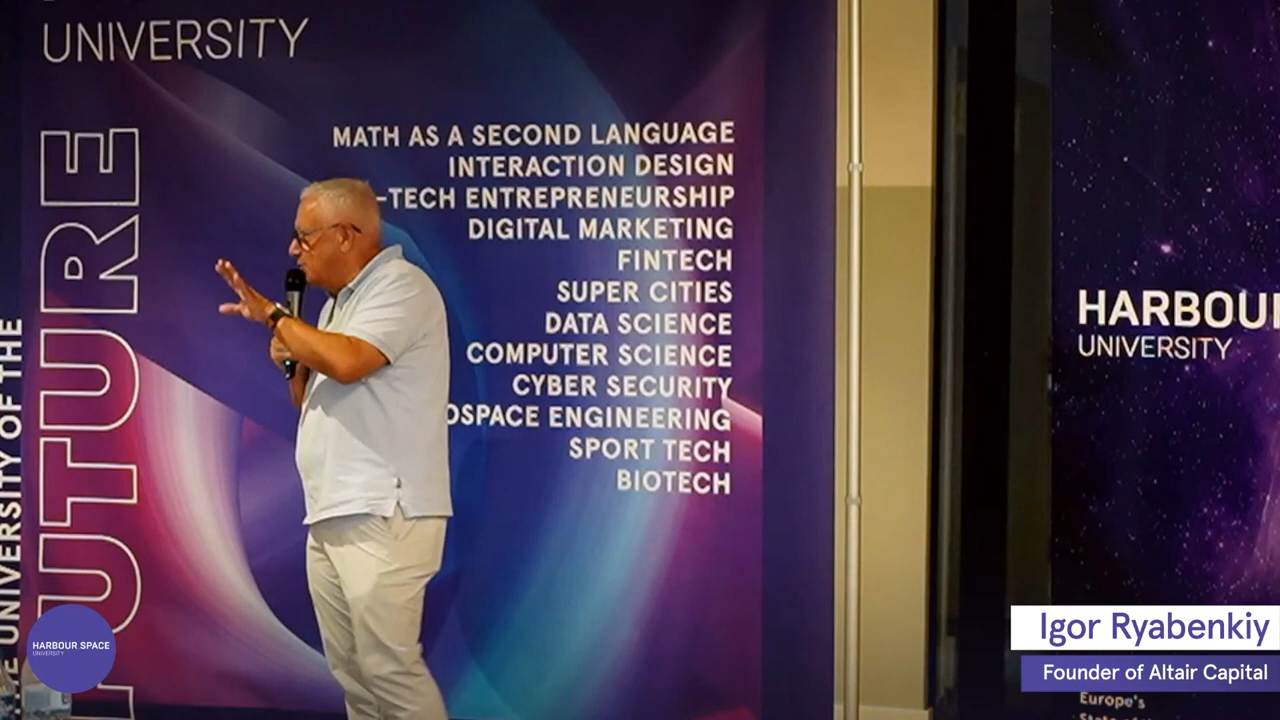 UNIVERSITY
THE UNIVERSITY OF THE
FUTURE
MATH AS A SECOND LANGUAGE
INTERACTION DESIGN
-TECH ENTREPRENEURSHIP
DIGITAL MARKETING
FINTECH
SUPER CITIES
DATA SCIENCE
COMPUTER SCIENCE
CYBER SECURITY
OSPACE ENGINEERING
SPORT TECH
BIOTECH
HARBOUR
UNIVERSITY
HARBOUR SPACE
UNIVERSITY
Igor Ryabenkiy
Founder of Altair Capital
Europe's